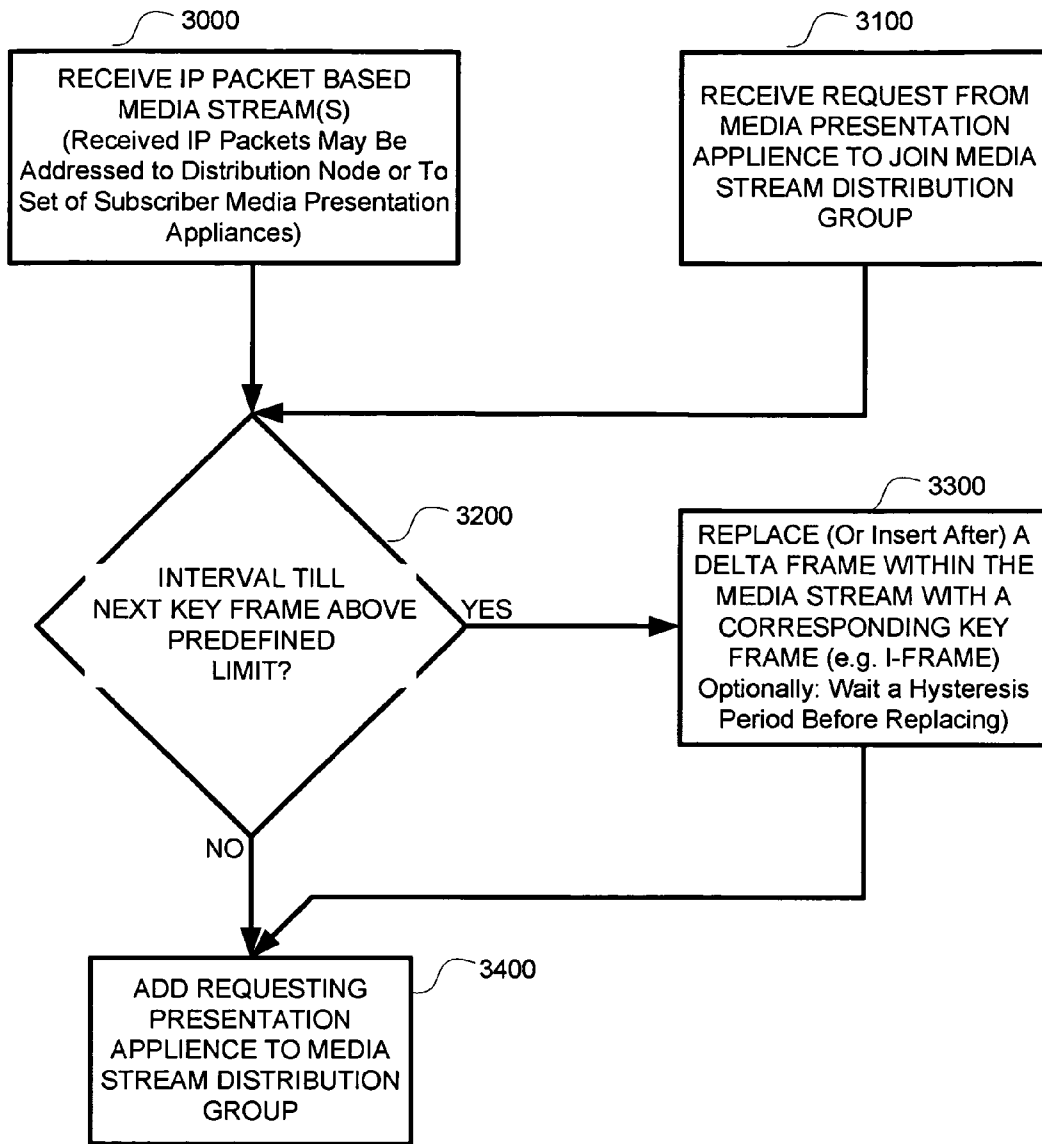 3000
RECEIVE IP PACKET BASED
MEDIA STREAM(S)
(Received IP Packets May Be
Addressed to Distribution Node or To
Set of Subscriber Media Presentation
Appliances)
3100
RECEIVE REQUEST FROM
MEDIA PRESENTATION
APPLIENCE TO JOIN MEDIA
STREAM DISTRIBUTION
GROUP
3200
INTERVAL TILL
NEXT KEY FRAME ABOVE
PREDEFINED
LIMIT?
YES
NO
3300
REPLACE (Or Insert After) A
DELTA FRAME WITHIN THE
MEDIA STREAM WITH A
CORRESPONDING KEY
FRAME (e.g. I-FRAME)
Optionally: Wait a Hysteresis
Period Before Replacing)
3400
ADD REQUESTING
PRESENTATION
APPLIENCE TO MEDIA
STREAM DISTRIBUTION
GROUP